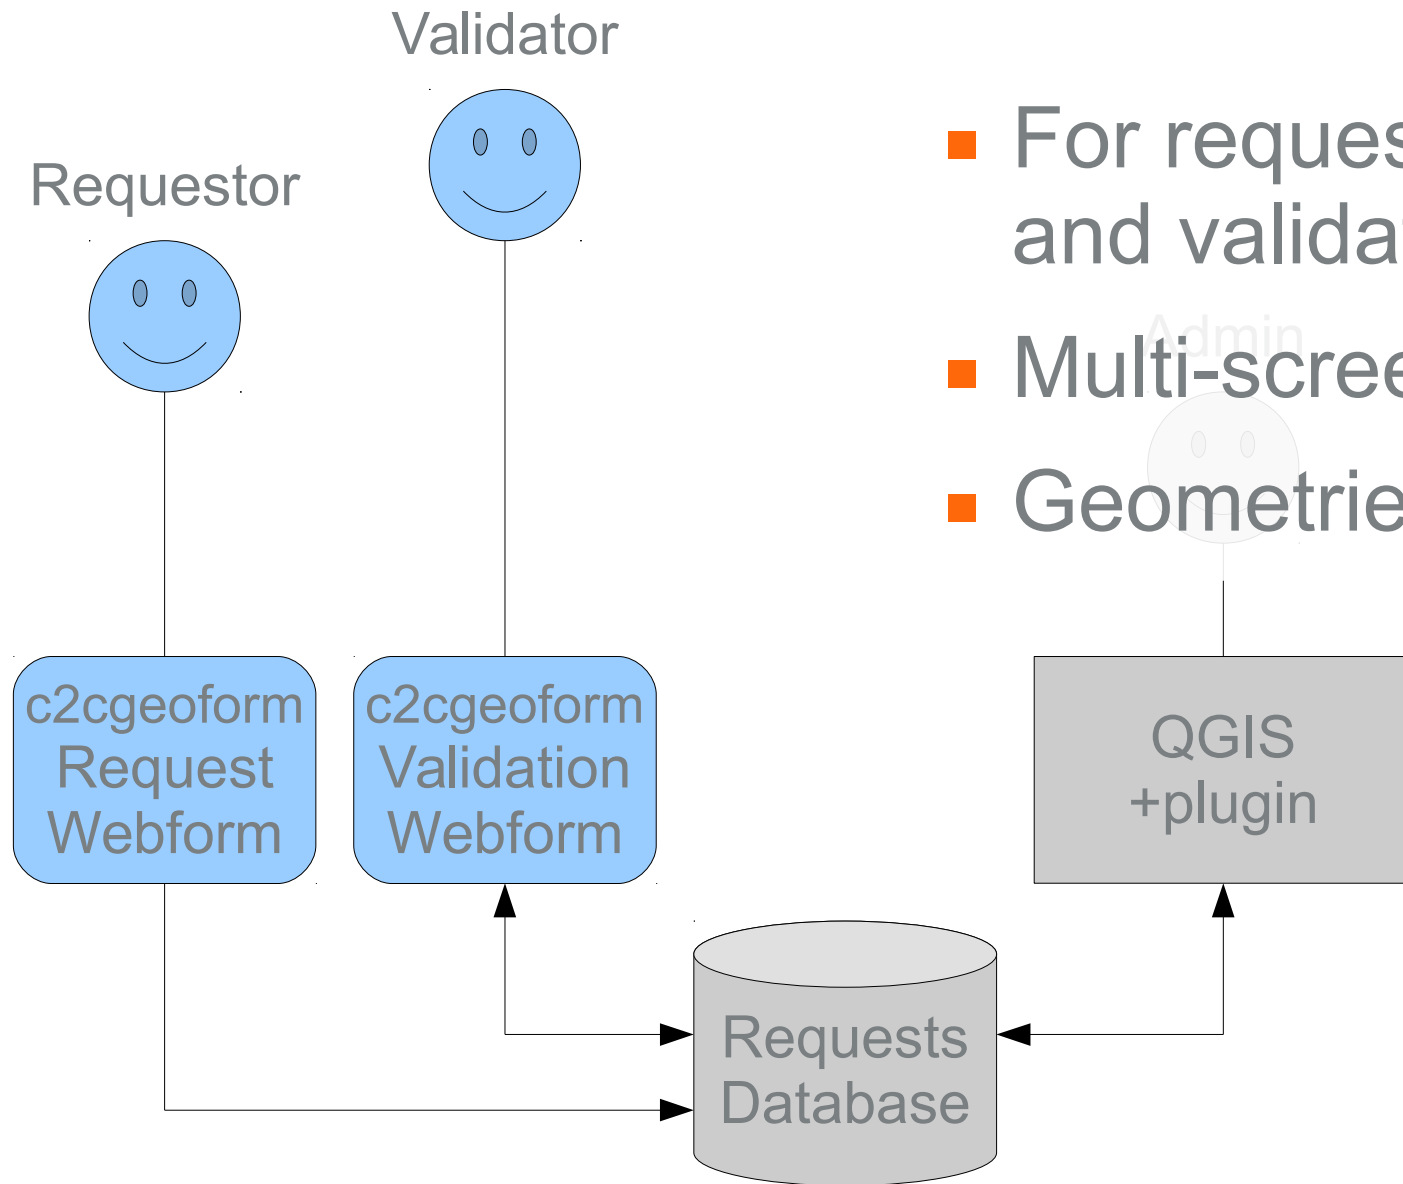 Validator
Requestor
For reques
and valida
Admin
Multi-scree
Geometrie
c2cgeoform
Request
Webform
c2cgeoform
Validation
Webform
QGIS
+plugin
Requests
Database